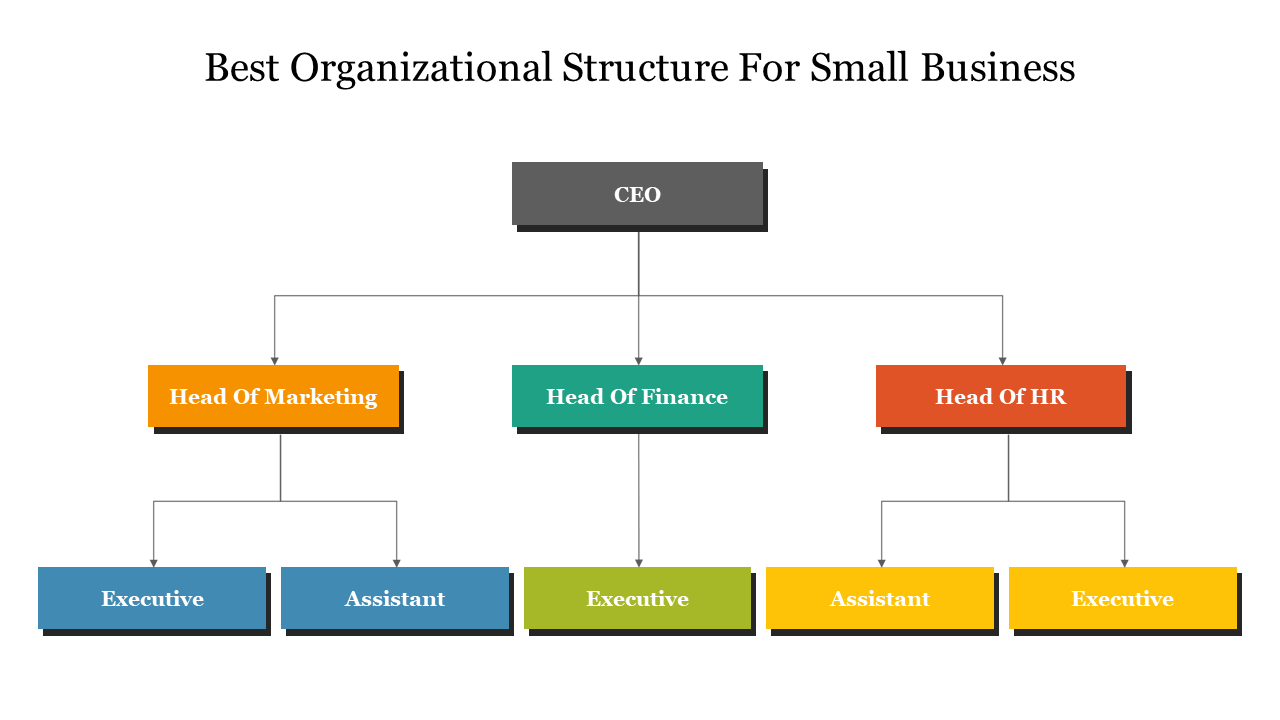 Best Organizational Structure For Small Business
CEO
Head Of Marketing
Head Of Finance
Head Of HR
Executive
Assistant
Executive
Assistant
Executive